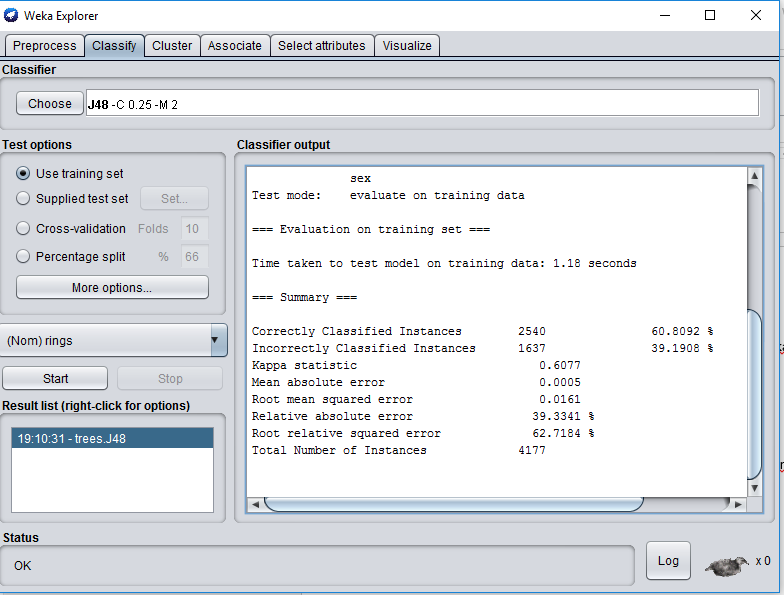 Weka Explorer
Preprocess Classify Cluster Associate Select attributes Visualize
Classifier
Choose J48 -C 0.25 -M 2
Test options
Use training set
Supplied test set Set...
Cross-validation Folds 10
Percentage split % 66
More options...
(Nom) rings
Start Stop
Result list (right-click for options)
19:10:31 - trees.J48
Classifier output
sex
Test mode: evaluate on training data
=== Evaluation on training set ===
Time taken to test model on training data: 1.18 seconds
=== Summary ===
Correctly Classified Instances 2540 60.8092 %
Incorrectly Classified Instances 1637 39.1908 %
Kappa statistic 0.6077
Mean absolute error 0.0005
Root mean squared error 0.0161
Relative absolute error 39.3341 %
Root relative squared error 62.7184 %
Total Number of Instances 4177
Status
OK
Log x 0